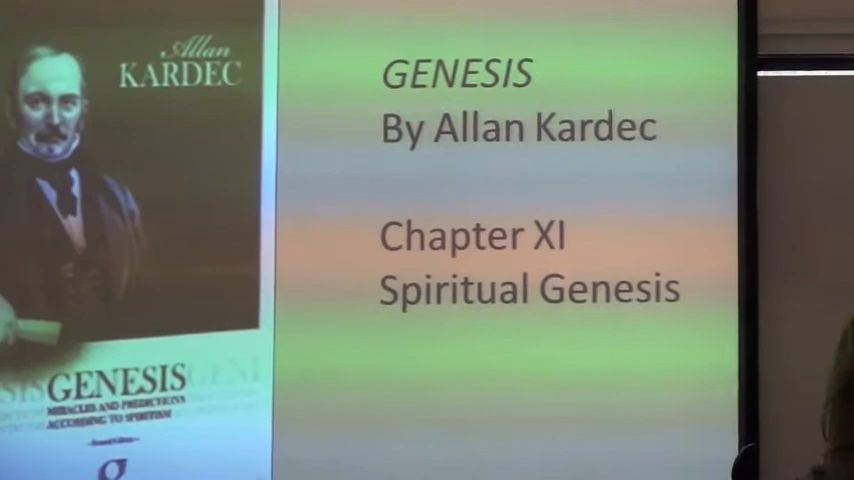 Allan
KARDEC
GENESIS
MIRACLES AND PREDICTIONS
ACCORDING TO SPIRITISM
GENESIS
By Allan Kardec
Chapter XI
Spiritual Genesis